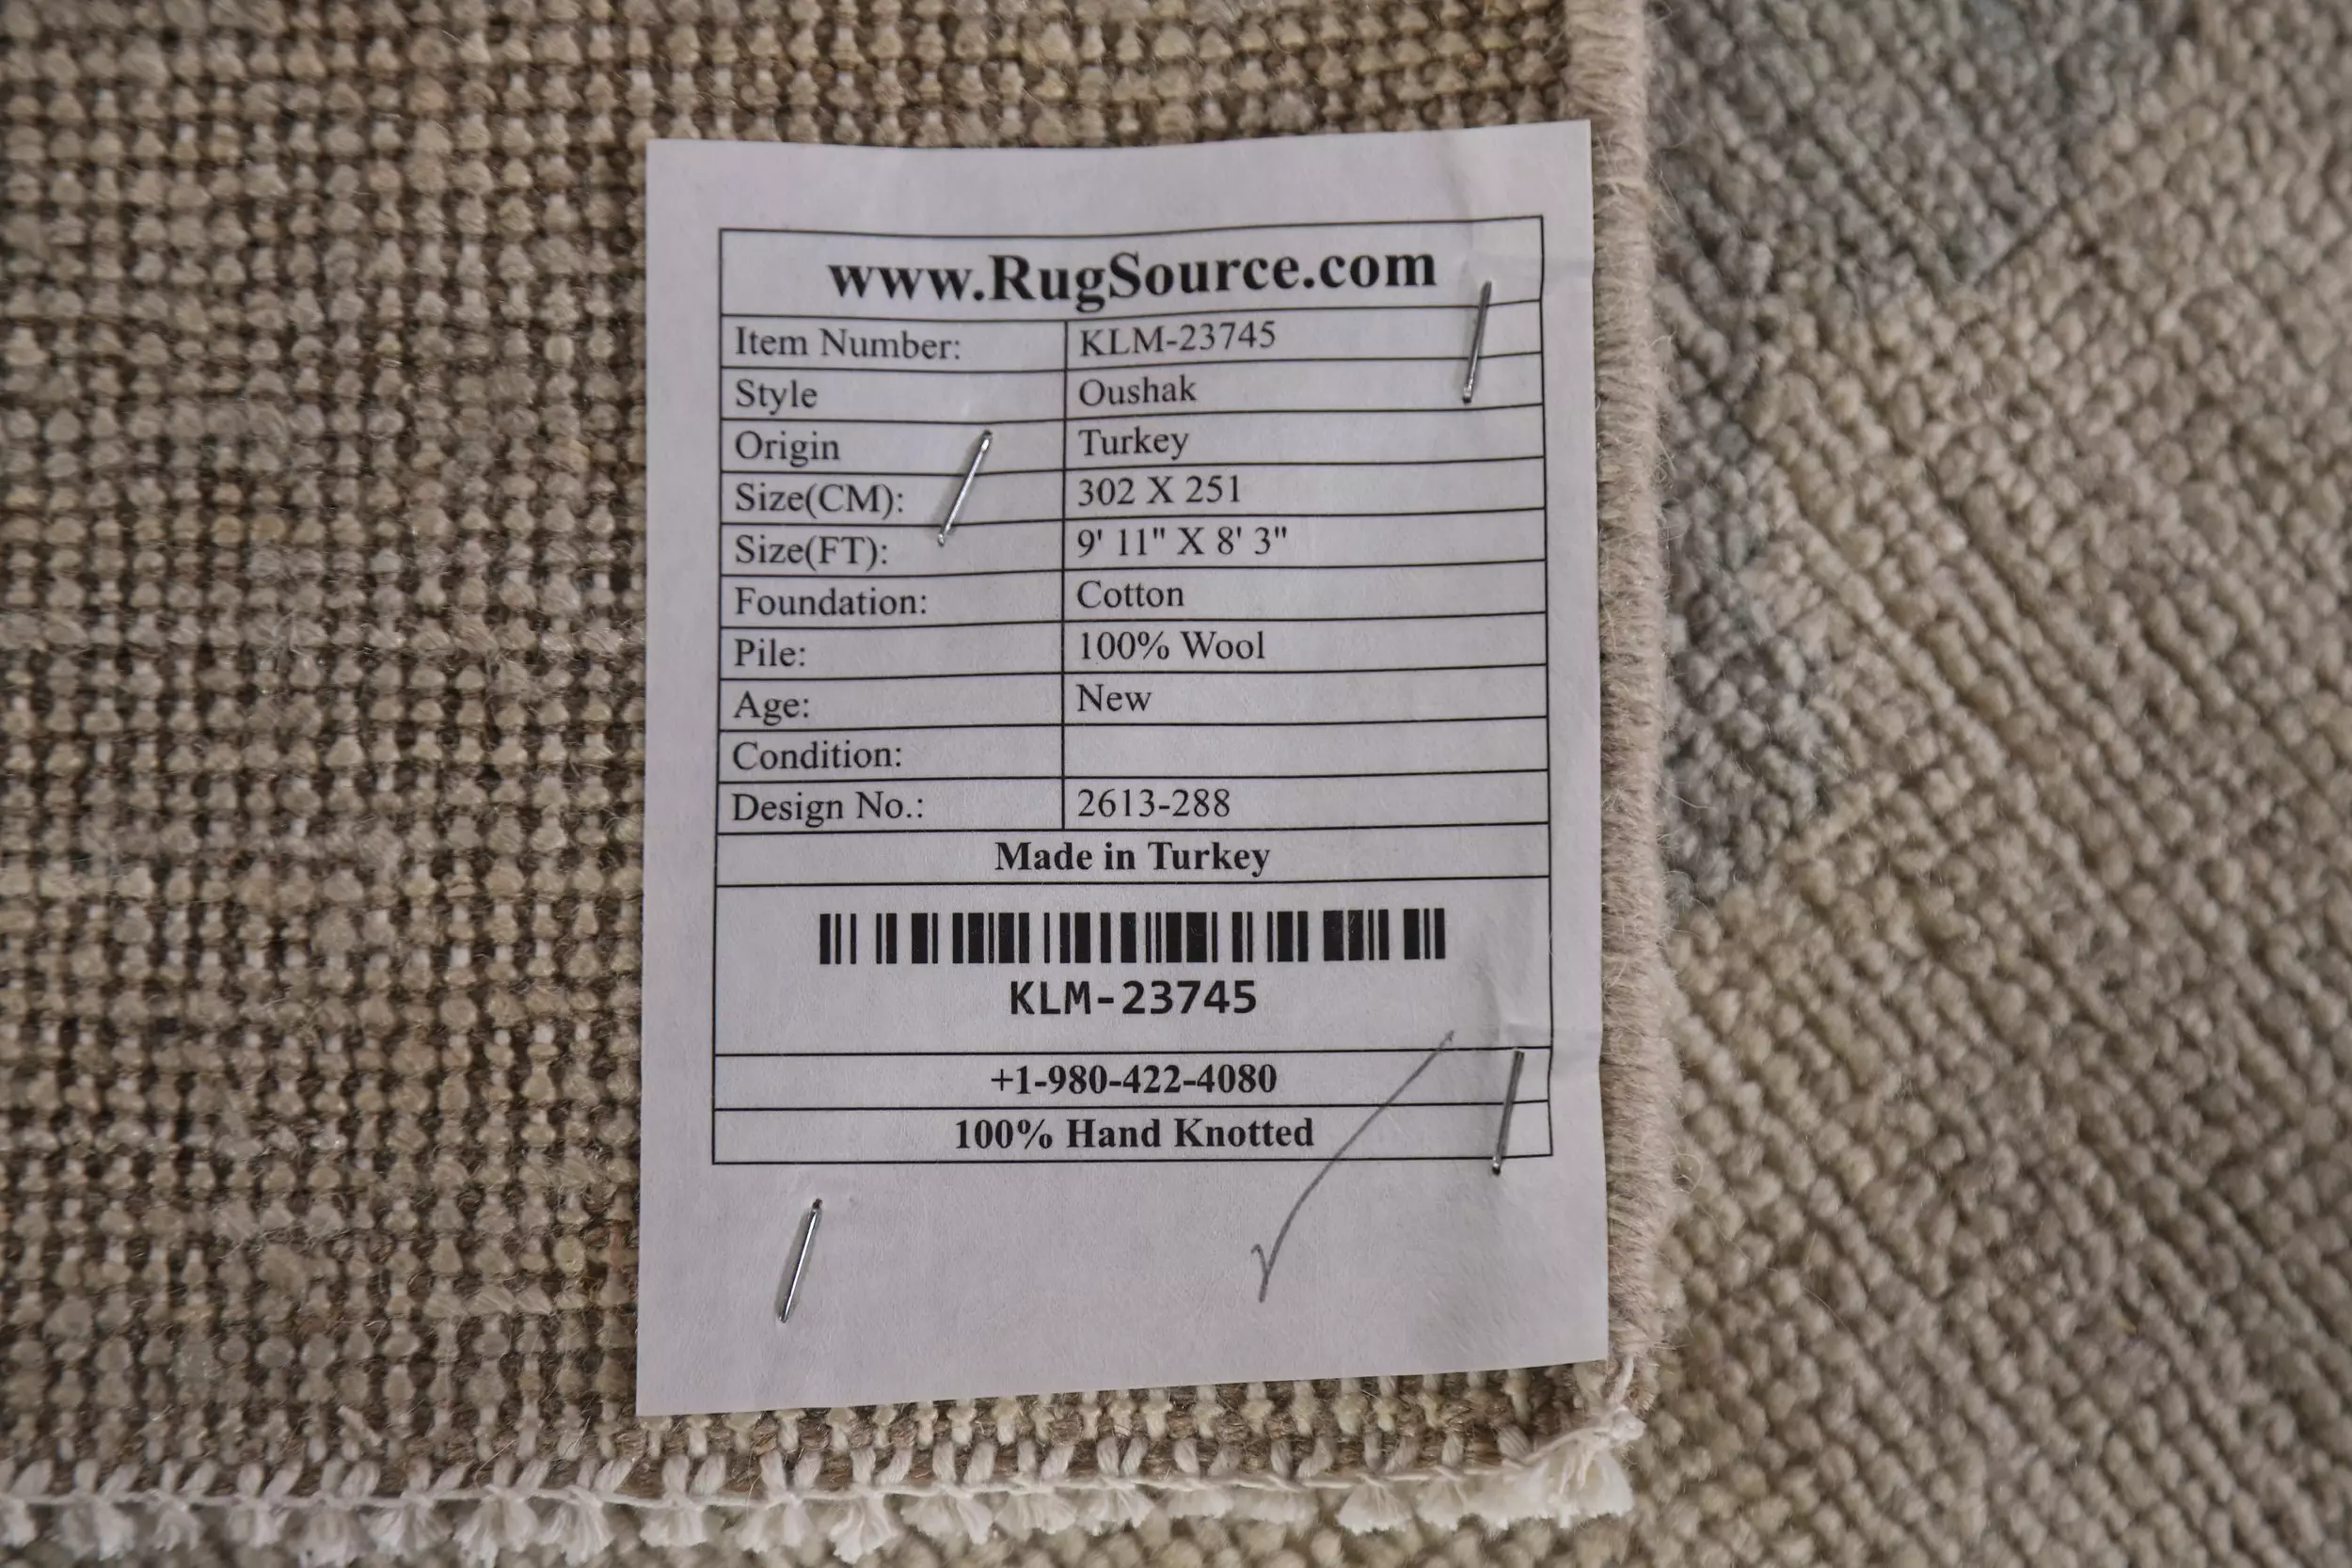 www.RugSource.com
Item Number: KLM-23745
Style Oushak
Origin Turkey
Size(CM): 302 X 251
Size(FT): 9' 11" X 8' 3"
Foundation: Cotton
Pile: 100% Wool
Age: New
Condition:
Design No.: 2613-288
Made in Turkey
KLM-23745
+1-980-422-4080
100% Hand Knotted